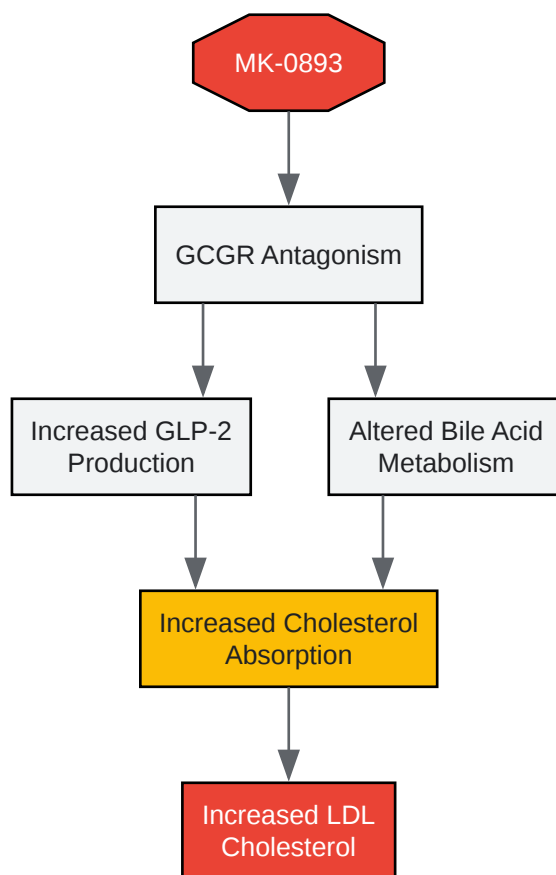 MK-0893
GCGR Antagonism
Increased GLP-2
Production
Altered Bile Acid
Metabolism
Increased Cholesterol
Absorption
Increased LDL
Cholesterol